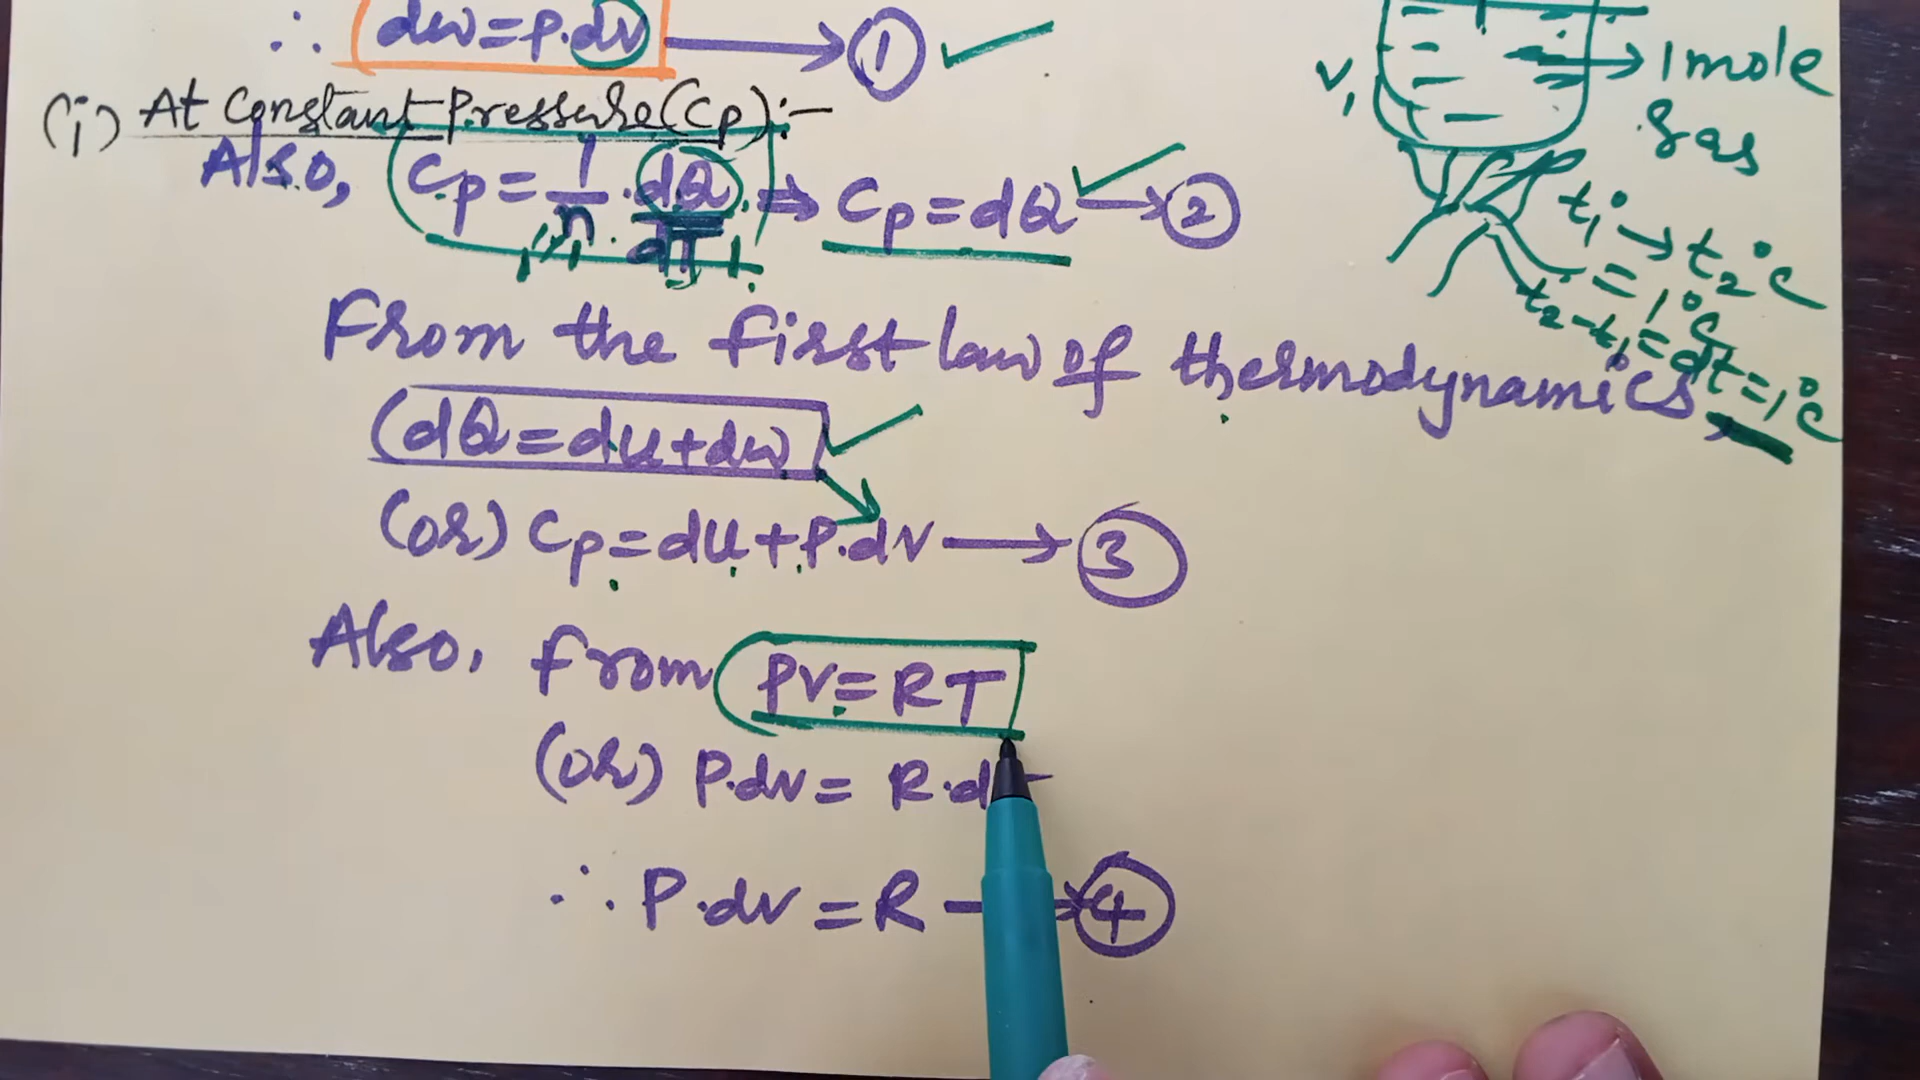 ∴ dw=P.dv → ①
(i) At Constant Pressure(Cp):-
Also, Cp = 1/n . dQ/dT ⇒ Cp=dQ → ②
From the first law of thermodynamics,
(dQ=du+dw)
(or) Cp=du+P.dv → ③
Also, from PV=RT
(or) P.dv= R.d
∴ P.dv=R → ④
V₁
1mole
gas
t₁° → t₂°c
= 1°c
t₂-t₁=dt=1°c